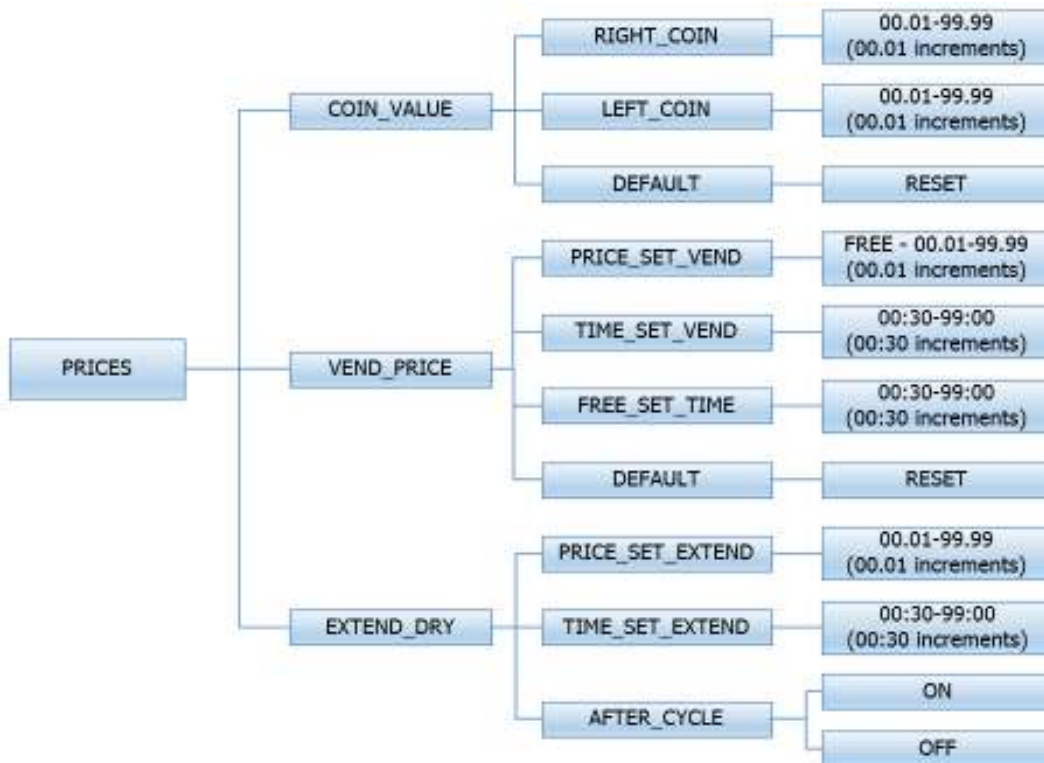 RIGHT_COIN
00.01-99.99
(00.01 increments)
COIN_VALUE
LEFT_COIN
00.01-99.99
(00.01 increments)
DEFAULT
RESET
PRICE_SET_VEND
FREE - 00.01-99.99
(00.01 increments)
TIME_SET_VEND
00:30-99:00
(00:30 increments)
PRICES
VEND_PRICE
FREE_SET_TIME
00:30-99:00
(00:30 increments)
DEFAULT
RESET
PRICE_SET_EXTEND
00.01-99.99
(00.01 increments)
EXTEND_DRY
TIME_SET_EXTEND
00:30-99:00
(00:30 increments)
AFTER_CYCLE
ON
OFF